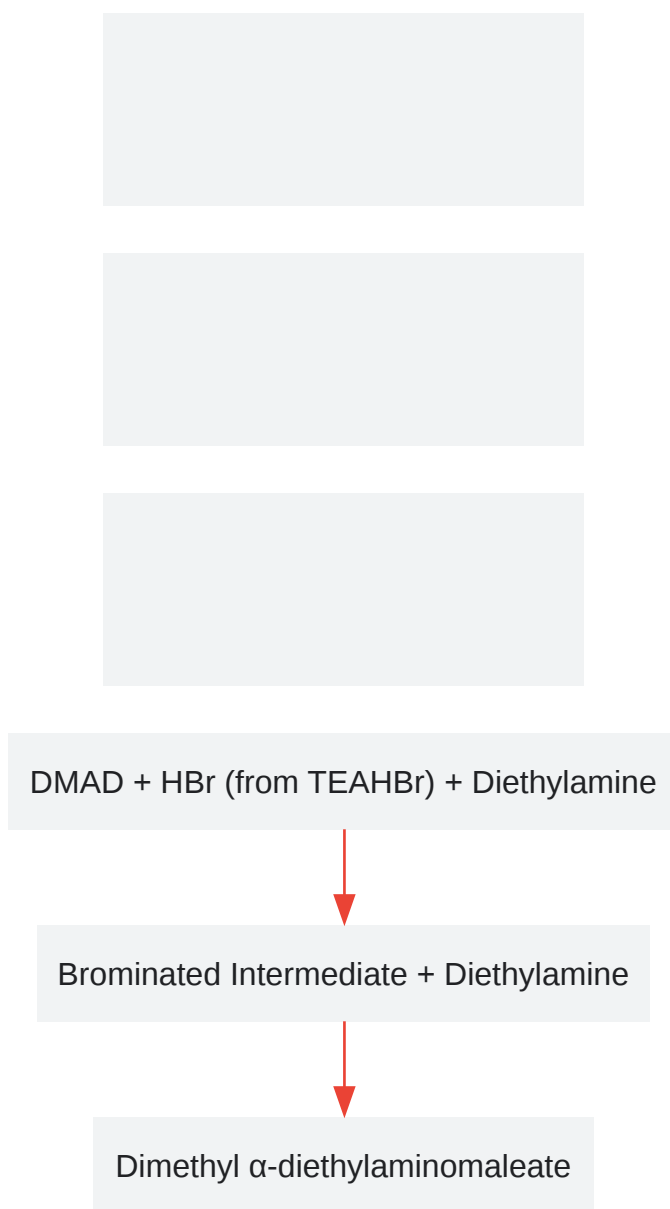 DMAD + HBr (from TEAHBr) + Diethylamine
Brominated Intermediate + Diethylamine
Dimethyl α-diethylaminomaleate